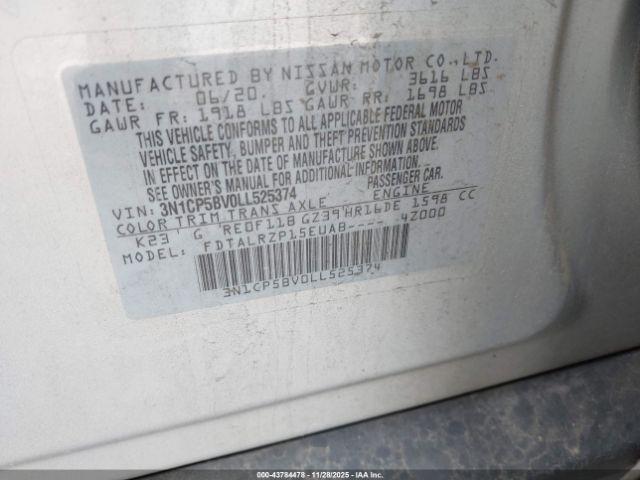 MANUFACTURED BY NISSAN MOTOR CO., LTD.
DATE: 06/20. GVWR: 3616 LBS
GAWR FR: 1918 LBS GAWR RR: 1698 LBS
THIS VEHICLE CONFORMS TO ALL APPLICABLE FEDERAL MOTOR
VEHICLE SAFETY, BUMPER AND THEFT PREVENTION STANDARDS
IN EFFECT ON THE DATE OF MANUFACTURE SHOWN ABOVE.
SEE OWNER'S MANUAL FOR ADDITIONAL INFORMATION.
VIN: 3N1CP5BV0LL525374 PASSENGER CAR.
COLOR TRIM TRANS AXLE ENGINE
K23 G RE0F11B GZ39 HR16DE 1598 CC
MODEL: FDTALRZP15EUAB---- 4Z000
3N1CP5BV0LL525374
000-43784478 | 11/28/2025 - IAAI.COM